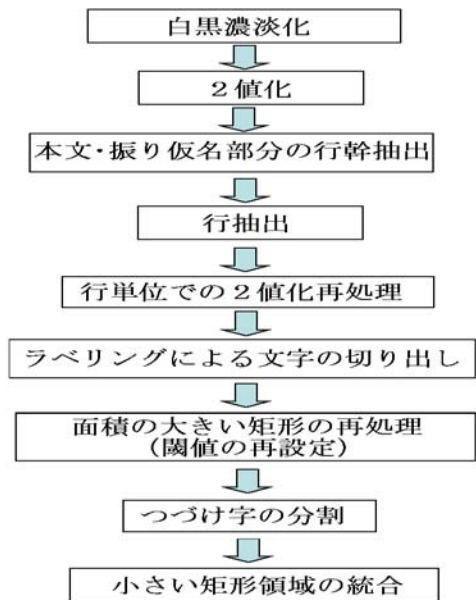 白黒濃淡化
２値化
本文・振り仮名部分の行幹抽出
行抽出
行単位での２値化再処理
ラベリングによる文字の切り出し
面積の大きい矩形の再処理
（閾値の再設定）
つづけ字の分割
小さい矩形領域の統合